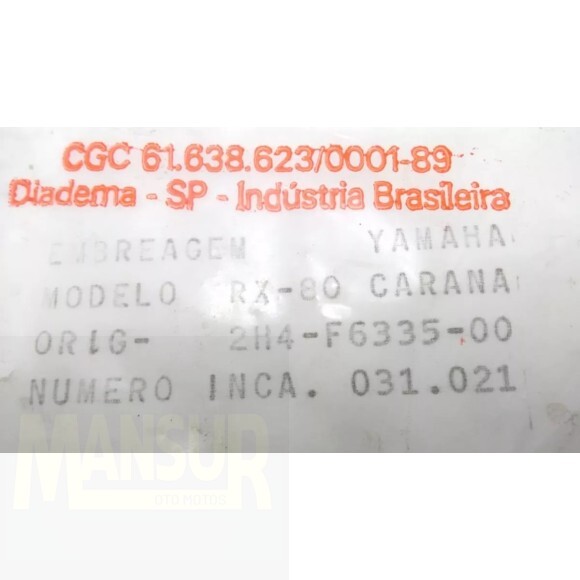 CGC 61.638.623/0001-89
Diadema - SP - Indústria Brasileira
EMBREAGEM YAMAHA
MODELO RX-80 CARANA
ORIG- 2H4-F6335-00
NUMERO INCA. 031.021
MANSUR